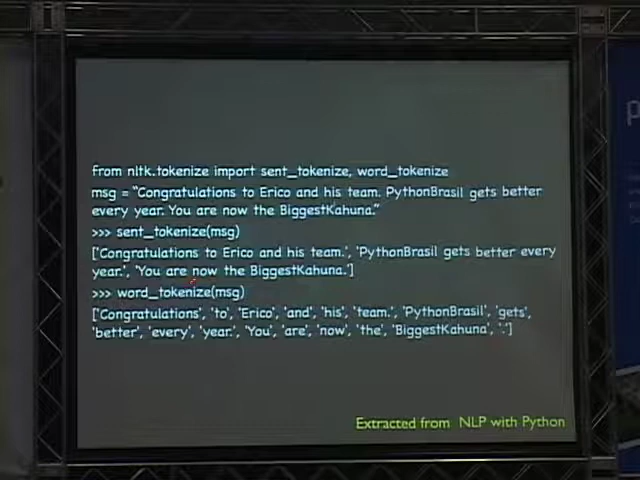 from nltk.tokenize import sent_tokenize, word_tokenize
msg = "Congratulations to Erico and his team. PythonBrasil gets better
every year. You are now the BiggestKahuna."
>>> sent_tokenize(msg)
['Congratulations to Erico and his team.', 'PythonBrasil gets better every
year.', 'You are now the BiggestKahuna.']
>>> word_tokenize(msg)
['Congratulations', 'to', 'Erico', 'and', 'his', 'team.', 'PythonBrasil', 'gets',
'better', 'every', 'year.', 'You', 'are', 'now', 'the', 'BiggestKahuna', '.']
Extracted from NLP with Python